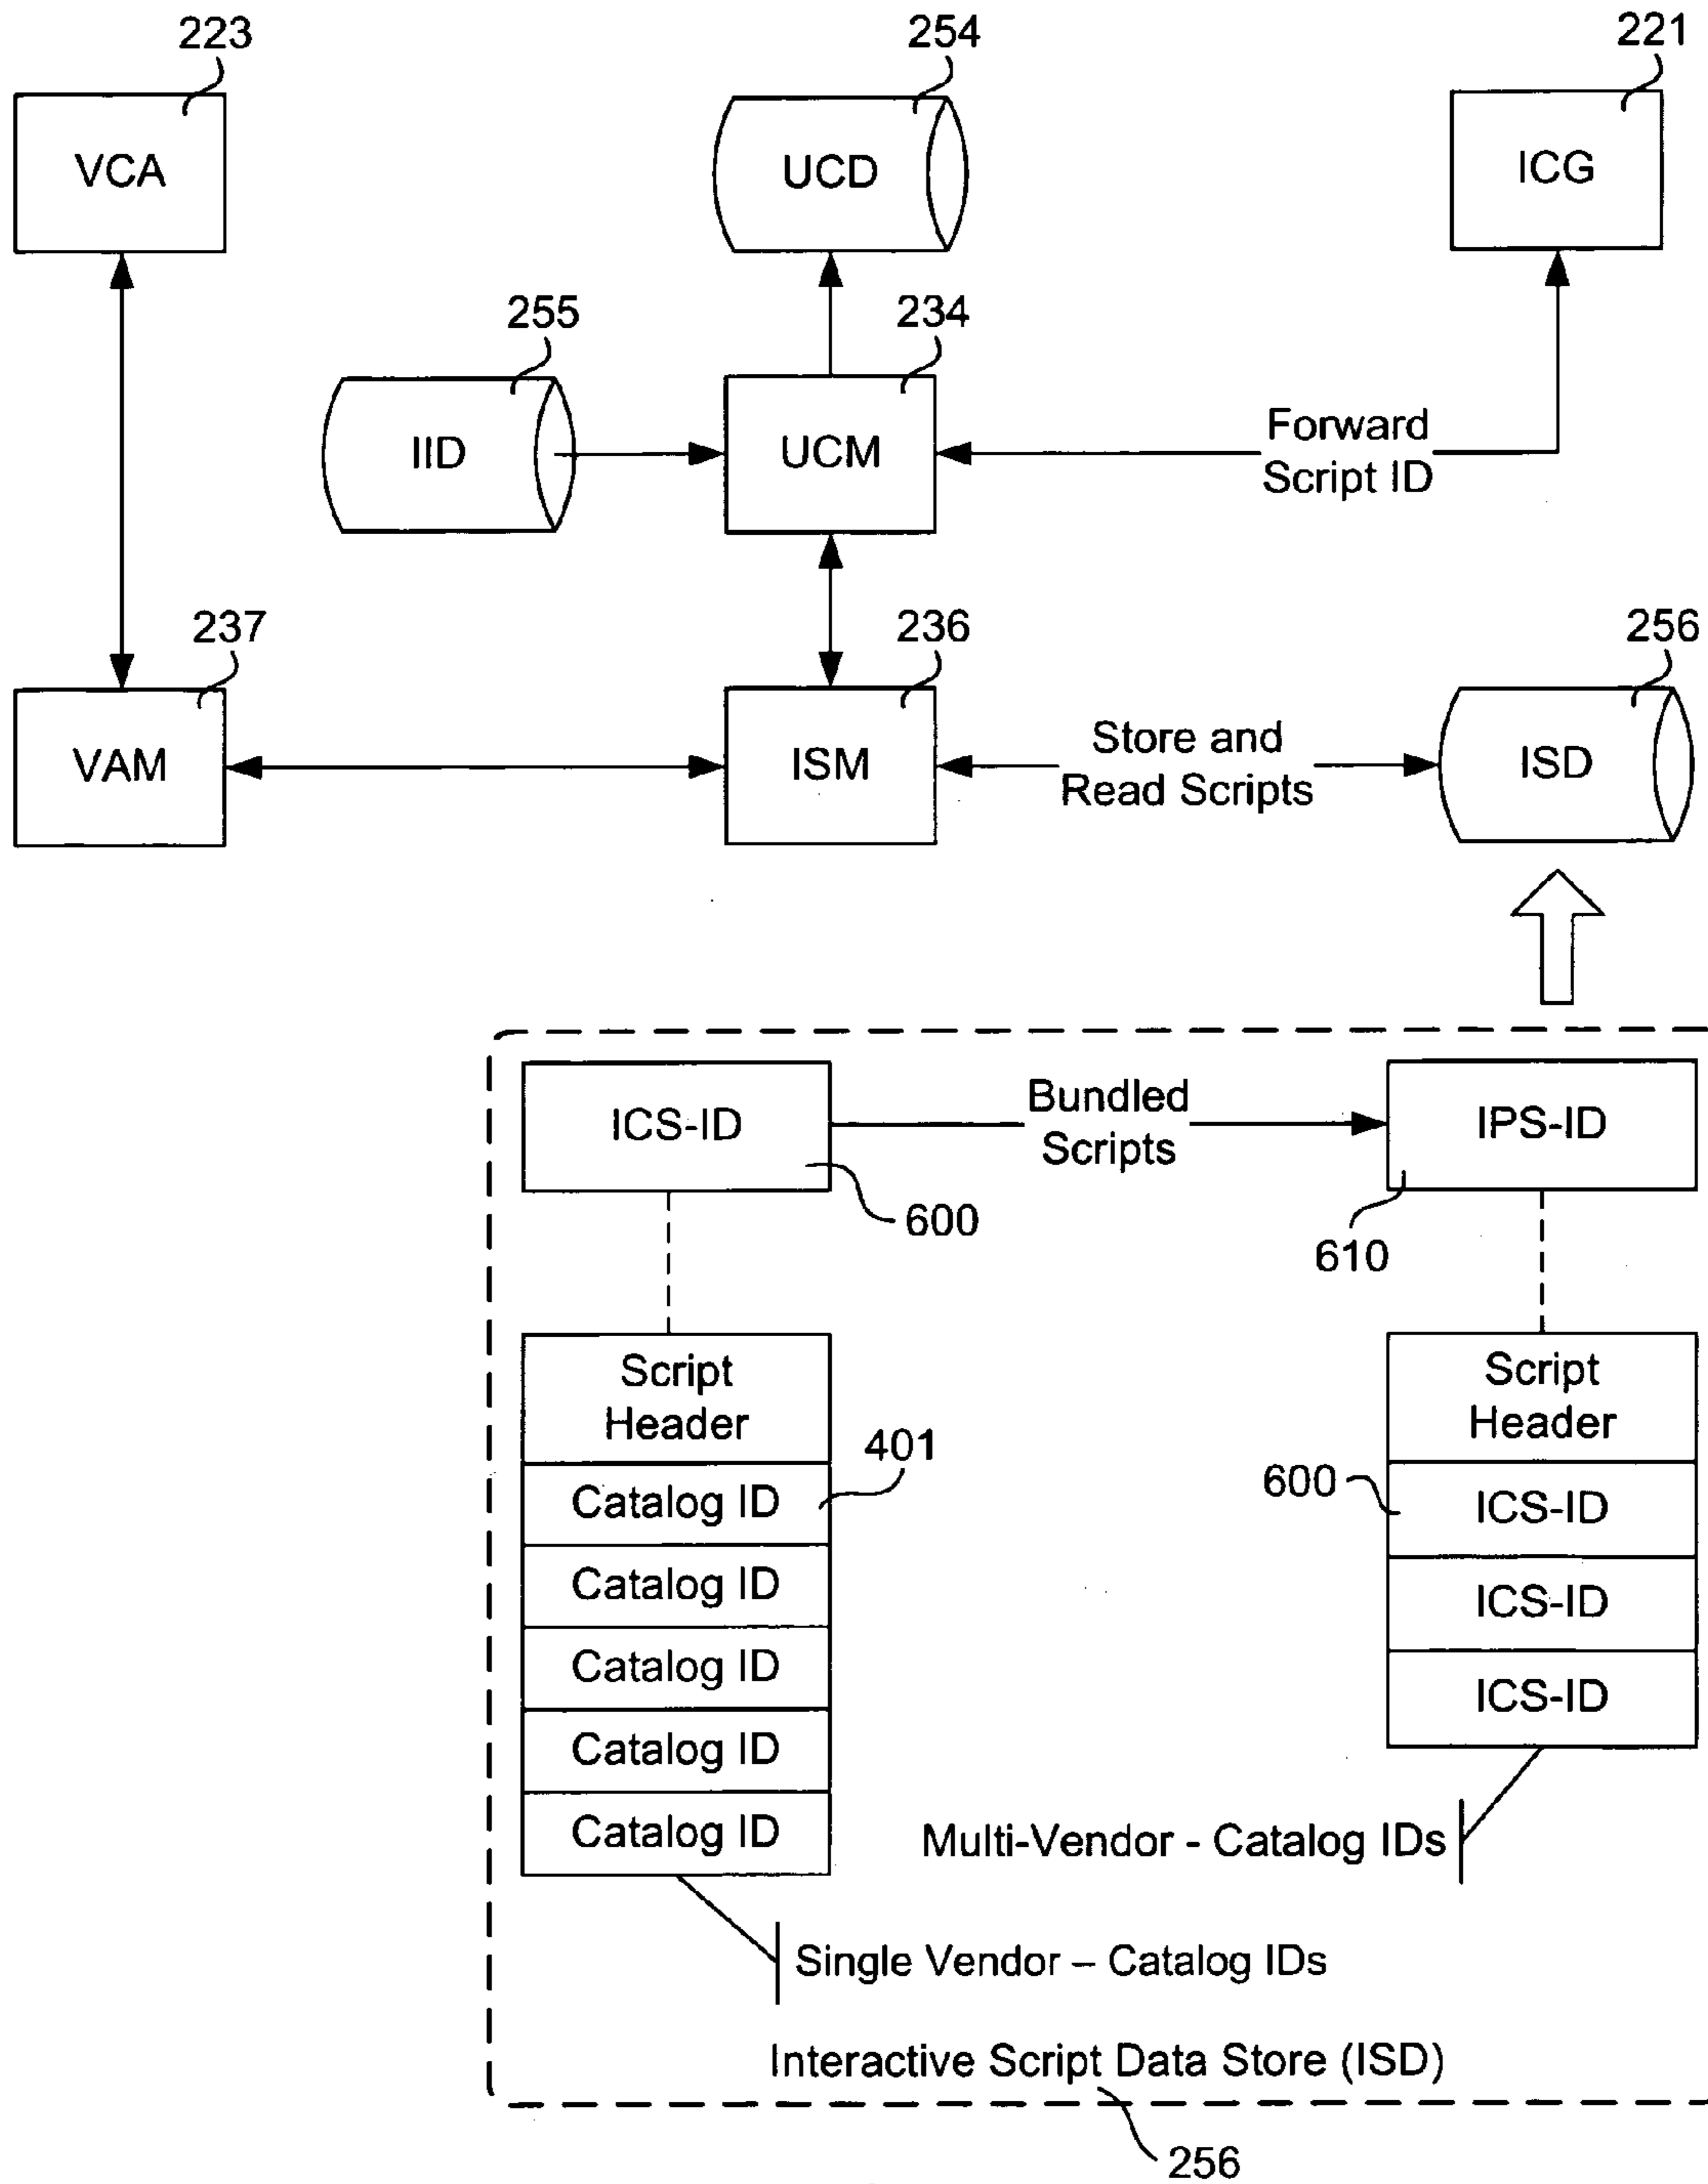 223
254
221
VCA
UCD
ICG
255
234
IID
UCM
Forward
Script ID
237
236
256
VAM
ISM
Store and
Read Scripts
ISD
ICS-ID
Bundled
Scripts
IPS-ID
600
610
Script
Header
Script
Header
401
Catalog ID
600
ICS-ID
Catalog ID
ICS-ID
Catalog ID
ICS-ID
Catalog ID
Catalog ID
Multi-Vendor - Catalog IDs
Single Vendor – Catalog IDs
Interactive Script Data Store (ISD)
256